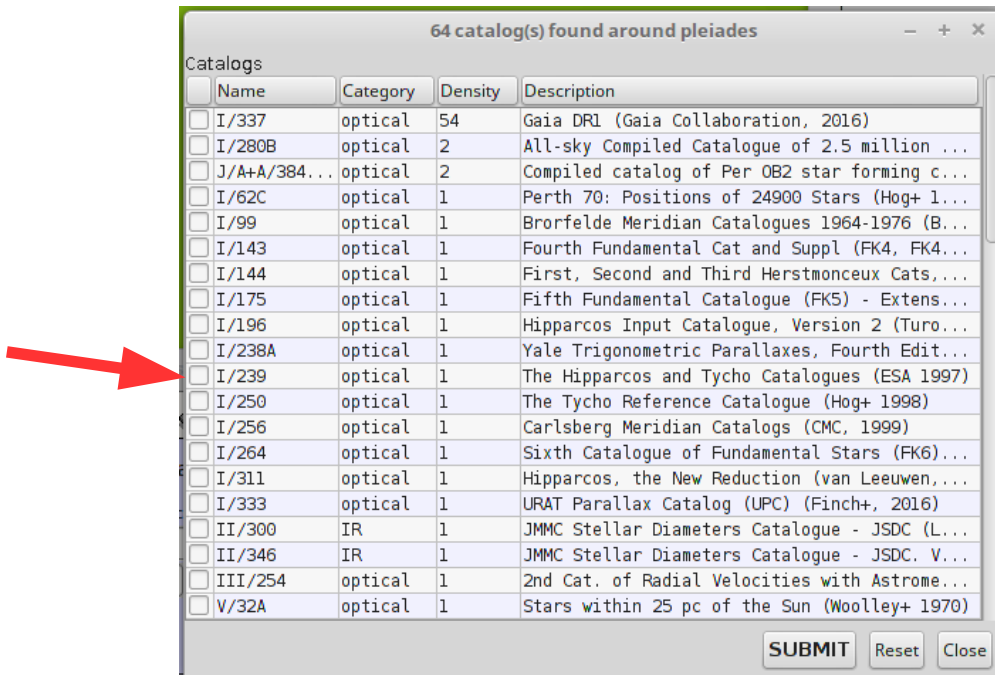 64 catalog(s) found around pleiades
Catalogs
Name Category Density Description
I/337 optical 54 Gaia DR1 (Gaia Collaboration, 2016)
I/280B optical 2 All-sky Compiled Catalogue of 2.5 million ...
J/A+A/384... optical 2 Compiled catalog of Per OB2 star forming c...
I/62C optical 1 Perth 70: Positions of 24900 Stars (Hog+ 1...
I/99 optical 1 Brorfelde Meridian Catalogues 1964-1976 (B...
I/143 optical 1 Fourth Fundamental Cat and Suppl (FK4, FK4...
I/144 optical 1 First, Second and Third Herstmonceux Cats,...
I/175 optical 1 Fifth Fundamental Catalogue (FK5) - Extens...
I/196 optical 1 Hipparcos Input Catalogue, Version 2 (Turo...
I/238A optical 1 Yale Trigonometric Parallaxes, Fourth Edit...
I/239 optical 1 The Hipparcos and Tycho Catalogues (ESA 1997)
I/250 optical 1 The Tycho Reference Catalogue (Hog+ 1998)
I/256 optical 1 Carlsberg Meridian Catalogs (CMC, 1999)
I/264 optical 1 Sixth Catalogue of Fundamental Stars (FK6)...
I/311 optical 1 Hipparcos, the New Reduction (van Leeuwen,...
I/333 optical 1 URAT Parallax Catalog (UPC) (Finch+, 2016)
II/300 IR 1 JMMC Stellar Diameters Catalogue - JSDC (L...
II/346 IR 1 JMMC Stellar Diameters Catalogue - JSDC. V...
III/254 optical 1 2nd Cat. of Radial Velocities with Astrome...
V/32A optical 1 Stars within 25 pc of the Sun (Woolley+ 1970)
SUBMIT Reset Close